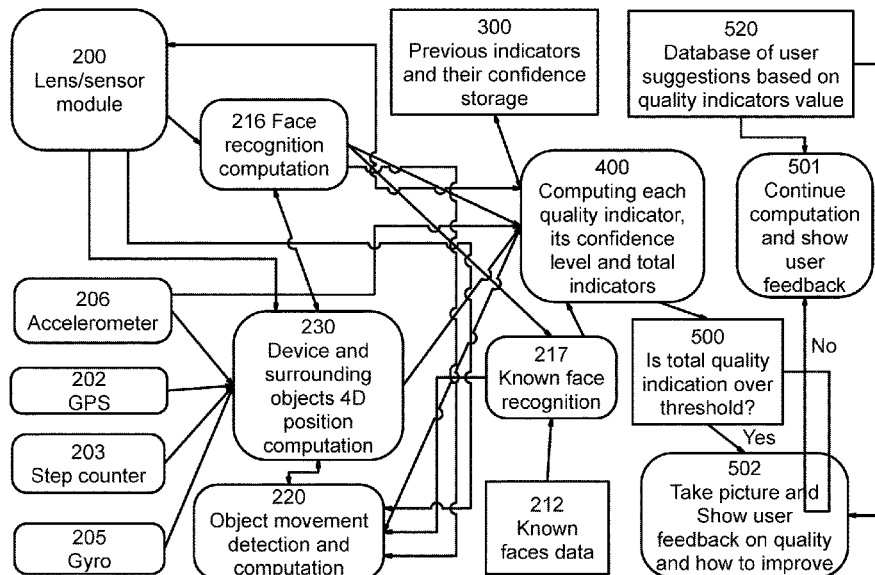 200
Lens/sensor
module
216 Face
recognition
computation
300
Previous indicators
and their confidence
storage
520
Database of user
suggestions based on
quality indicators value
400
Computing each
quality indicator,
its confidence
level and total
indicators
501
Continue
computation
and show
user
feedback
206
Accelerometer
202
GPS
203
Step counter
205
Gyro
230
Device and
surrounding
objects 4D
position
computation
220
Object movement
detection and
computation
217
Known face
recognition
212
Known
faces data
500
Is total quality
indication over
threshold?
No
Yes
502
Take picture and
Show user
feedback on quality
and how to improve